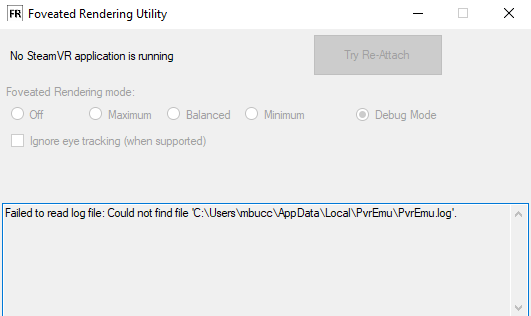 FR Foveated Rendering Utility
No SteamVR application is running
Try Re-Attach
Foveated Rendering mode:
Off Maximum Balanced Minimum Debug Mode
Ignore eye tracking (when supported)
Failed to read log file: Could not find file 'C:\Users\mbucc\AppData\Local\PvrEmu\PvrEmu.log'.